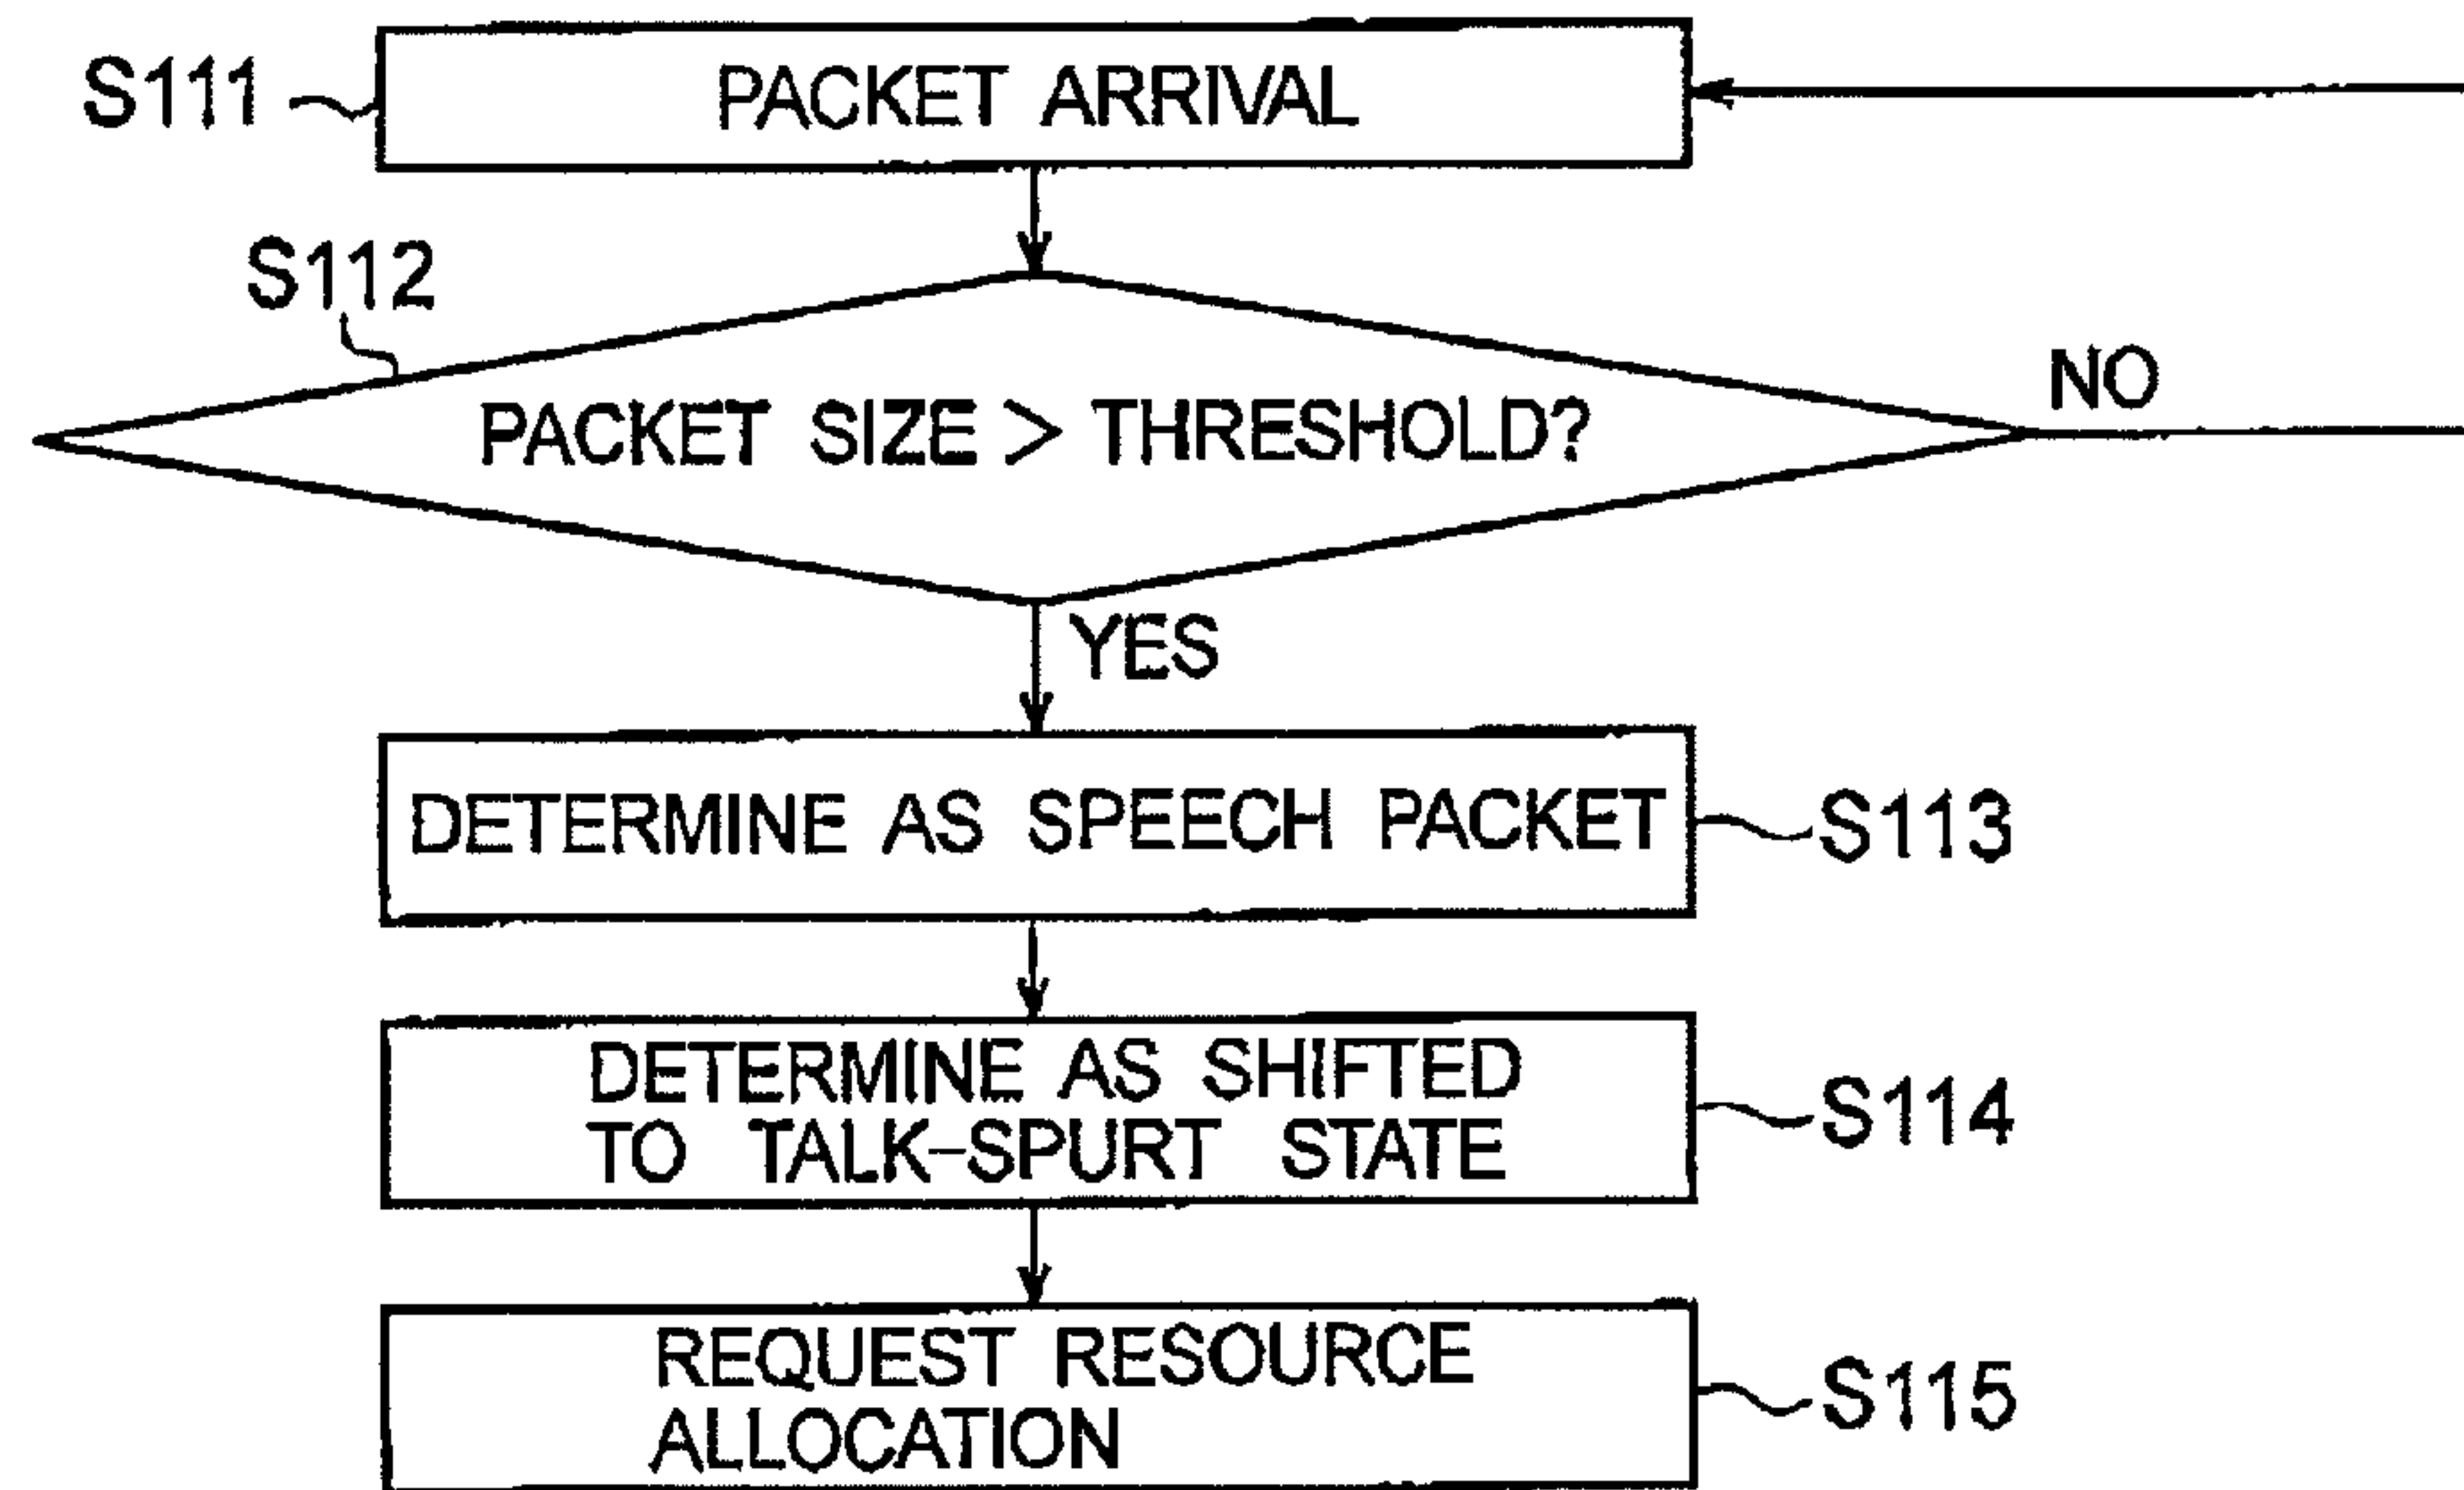 S111
PACKET ARRIVAL
S112
PACKET SIZE > THRESHOLD?
NO
YES
DETERMINE AS SPEECH PACKET
S113
DETERMINE AS SHIFTED
TO TALK-SPURT STATE
S114
REQUEST RESOURCE
ALLOCATION
S115